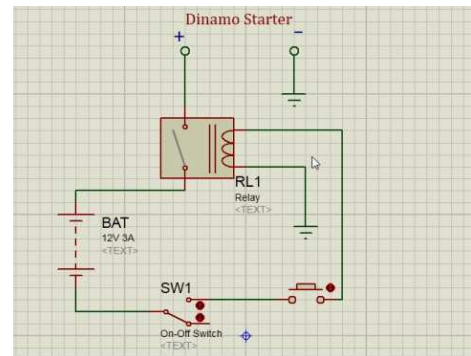 Dinamo Starter
+
-
RL1
Relay
<TEXT>
BAT
12V 3A
<TEXT>
SW1
On-Off Switch
<TEXT>